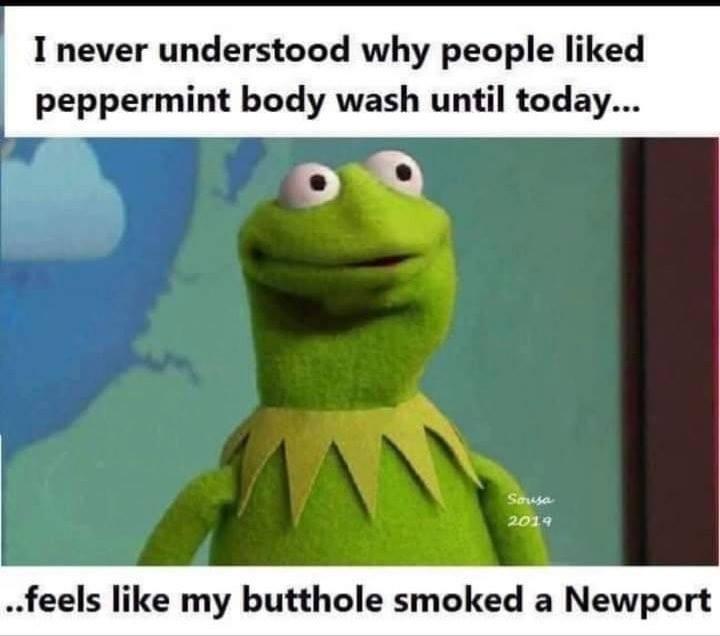 I never understood why people liked
peppermint body wash until today...
Sousa
2019
..feels like my butthole smoked a Newport